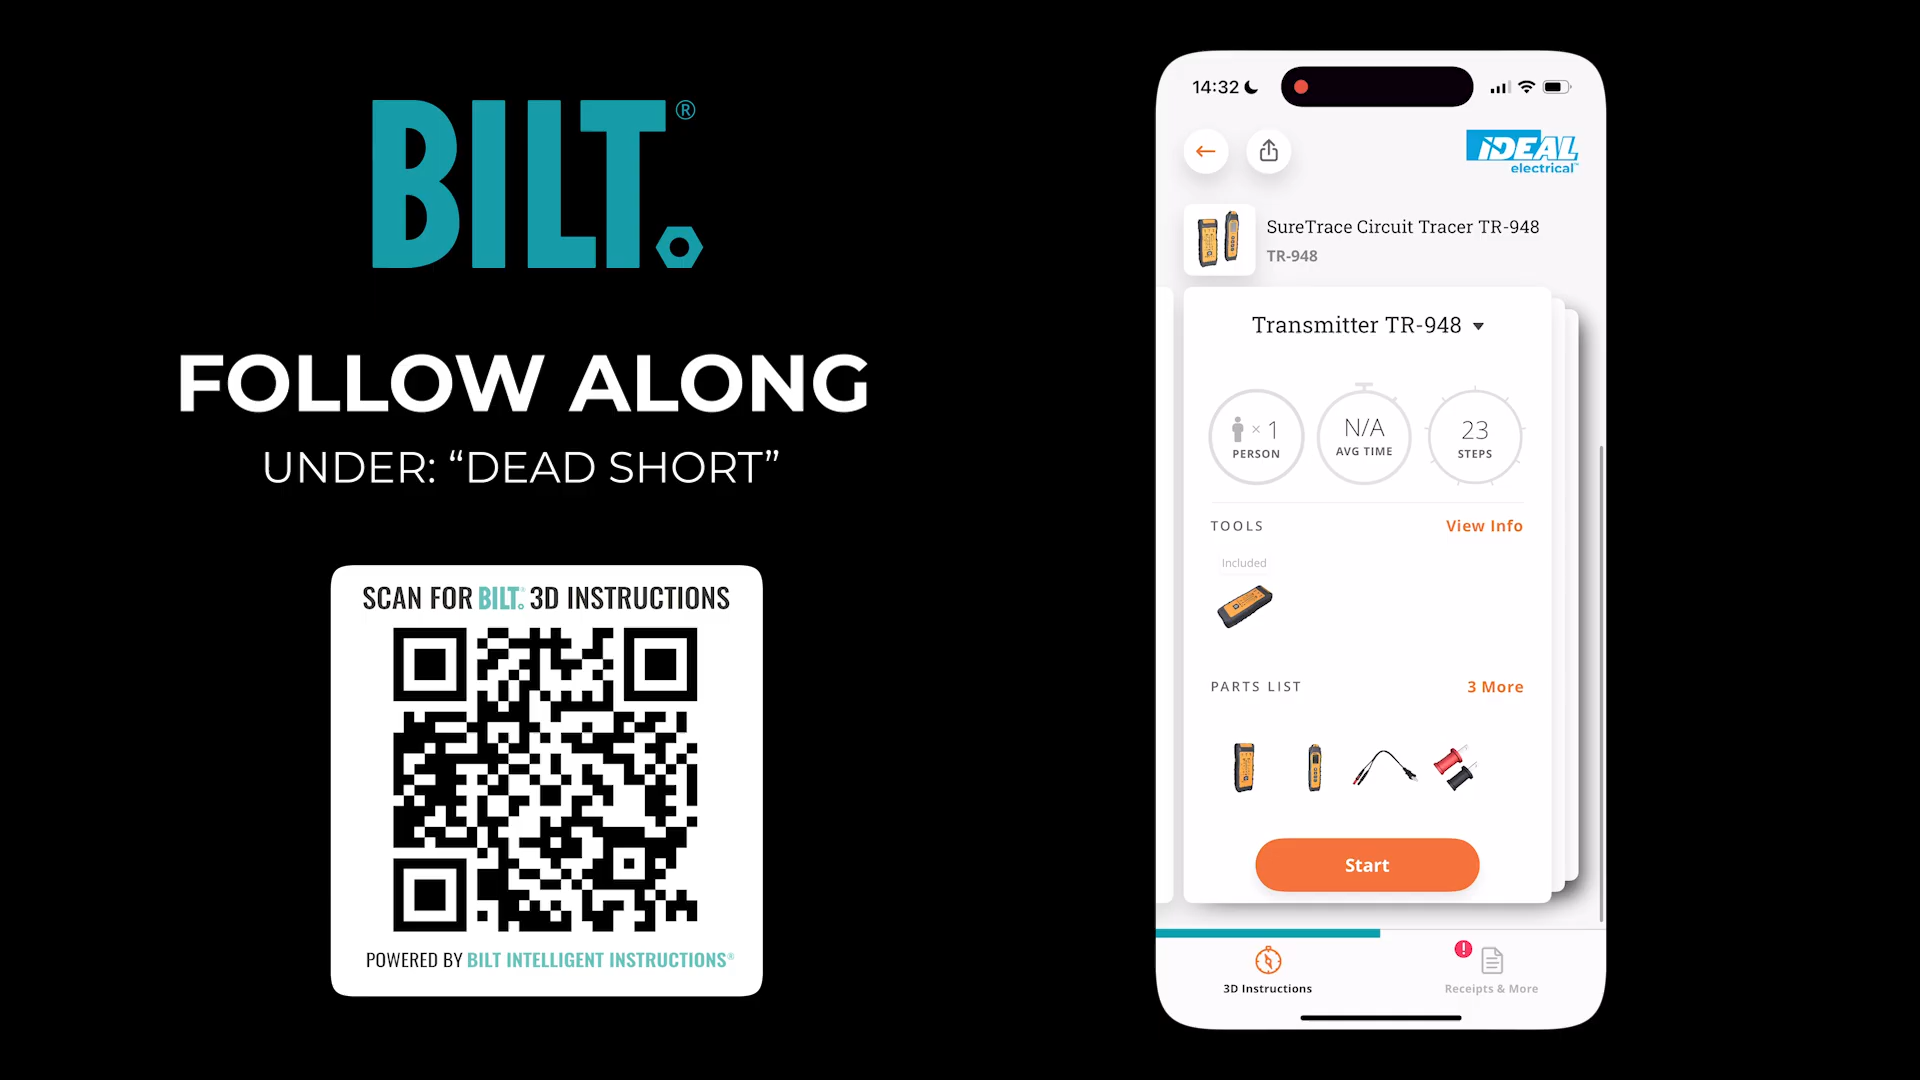 BILT.®
FOLLOW ALONG
UNDER: “DEAD SHORT”
SCAN FOR BILT. 3D INSTRUCTIONS
POWERED BY BILT INTELLIGENT INSTRUCTIONS®
14:32
iDEAL
electrical™
SureTrace Circuit Tracer TR-948
TR-948
Transmitter TR-948
× 1
PERSON
N/A
AVG TIME
23
STEPS
TOOLS
View Info
Included
PARTS LIST
3 More
Start
3D Instructions
!
Receipts & More